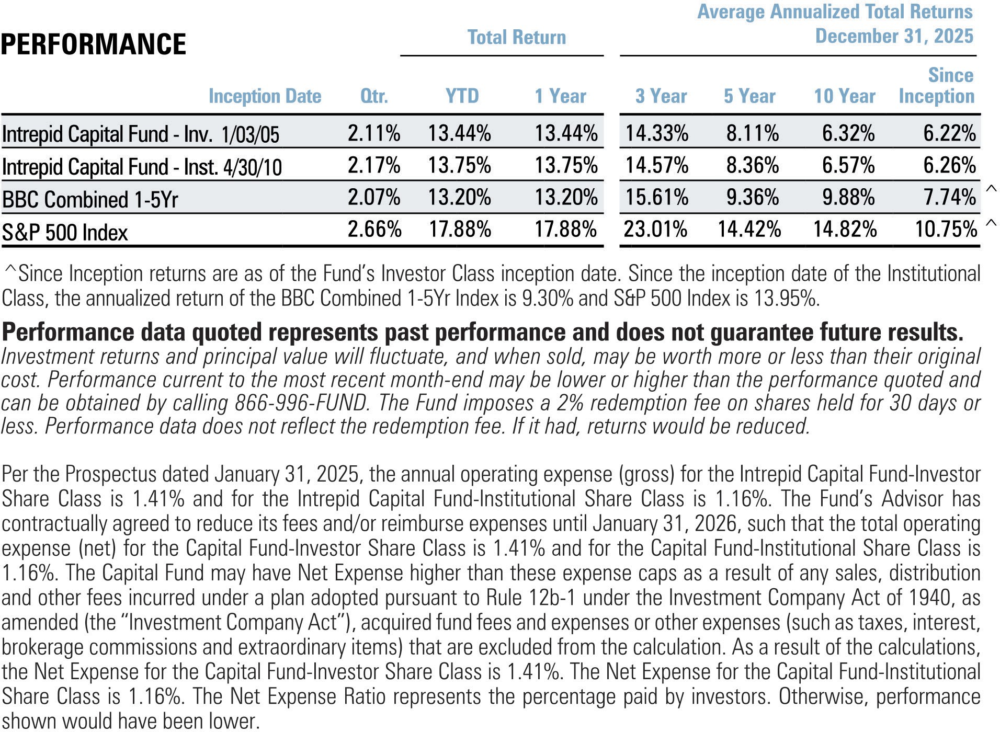 PERFORMANCE
Total Return
Average Annualized Total Returns
December 31, 2025
Inception Date Qtr. YTD 1 Year 3 Year 5 Year 10 Year Since Inception
Intrepid Capital Fund - Inv. 1/03/05 2.11% 13.44% 13.44% 14.33% 8.11% 6.32% 6.22%
Intrepid Capital Fund - Inst. 4/30/10 2.17% 13.75% 13.75% 14.57% 8.36% 6.57% 6.26%
BBC Combined 1-5Yr 2.07% 13.20% 13.20% 15.61% 9.36% 9.88% 7.74% ^
S&P 500 Index 2.66% 17.88% 17.88% 23.01% 14.42% 14.82% 10.75% ^
^Since Inception returns are as of the Fund’s Investor Class inception date. Since the inception date of the Institutional
Class, the annualized return of the BBC Combined 1-5Yr Index is 9.30% and S&P 500 Index is 13.95%.
Performance data quoted represents past performance and does not guarantee future results.
Investment returns and principal value will fluctuate, and when sold, may be worth more or less than their original
cost. Performance current to the most recent month-end may be lower or higher than the performance quoted and
can be obtained by calling 866-996-FUND. The Fund imposes a 2% redemption fee on shares held for 30 days or
less. Performance data does not reflect the redemption fee. If it had, returns would be reduced.
Per the Prospectus dated January 31, 2025, the annual operating expense (gross) for the Intrepid Capital Fund-Investor
Share Class is 1.41% and for the Intrepid Capital Fund-Institutional Share Class is 1.16%. The Fund’s Advisor has
contractually agreed to reduce its fees and/or reimburse expenses until January 31, 2026, such that the total operating
expense (net) for the Capital Fund-Investor Share Class is 1.41% and for the Capital Fund-Institutional Share Class is
1.16%. The Capital Fund may have Net Expense higher than these expense caps as a result of any sales, distribution
and other fees incurred under a plan adopted pursuant to Rule 12b-1 under the Investment Company Act of 1940, as
amended (the “Investment Company Act”), acquired fund fees and expenses or other expenses (such as taxes, interest,
brokerage commissions and extraordinary items) that are excluded from the calculation. As a result of the calculations,
the Net Expense for the Capital Fund-Investor Share Class is 1.41%. The Net Expense for the Capital Fund-Institutional
Share Class is 1.16%. The Net Expense Ratio represents the percentage paid by investors. Otherwise, performance
shown would have been lower.